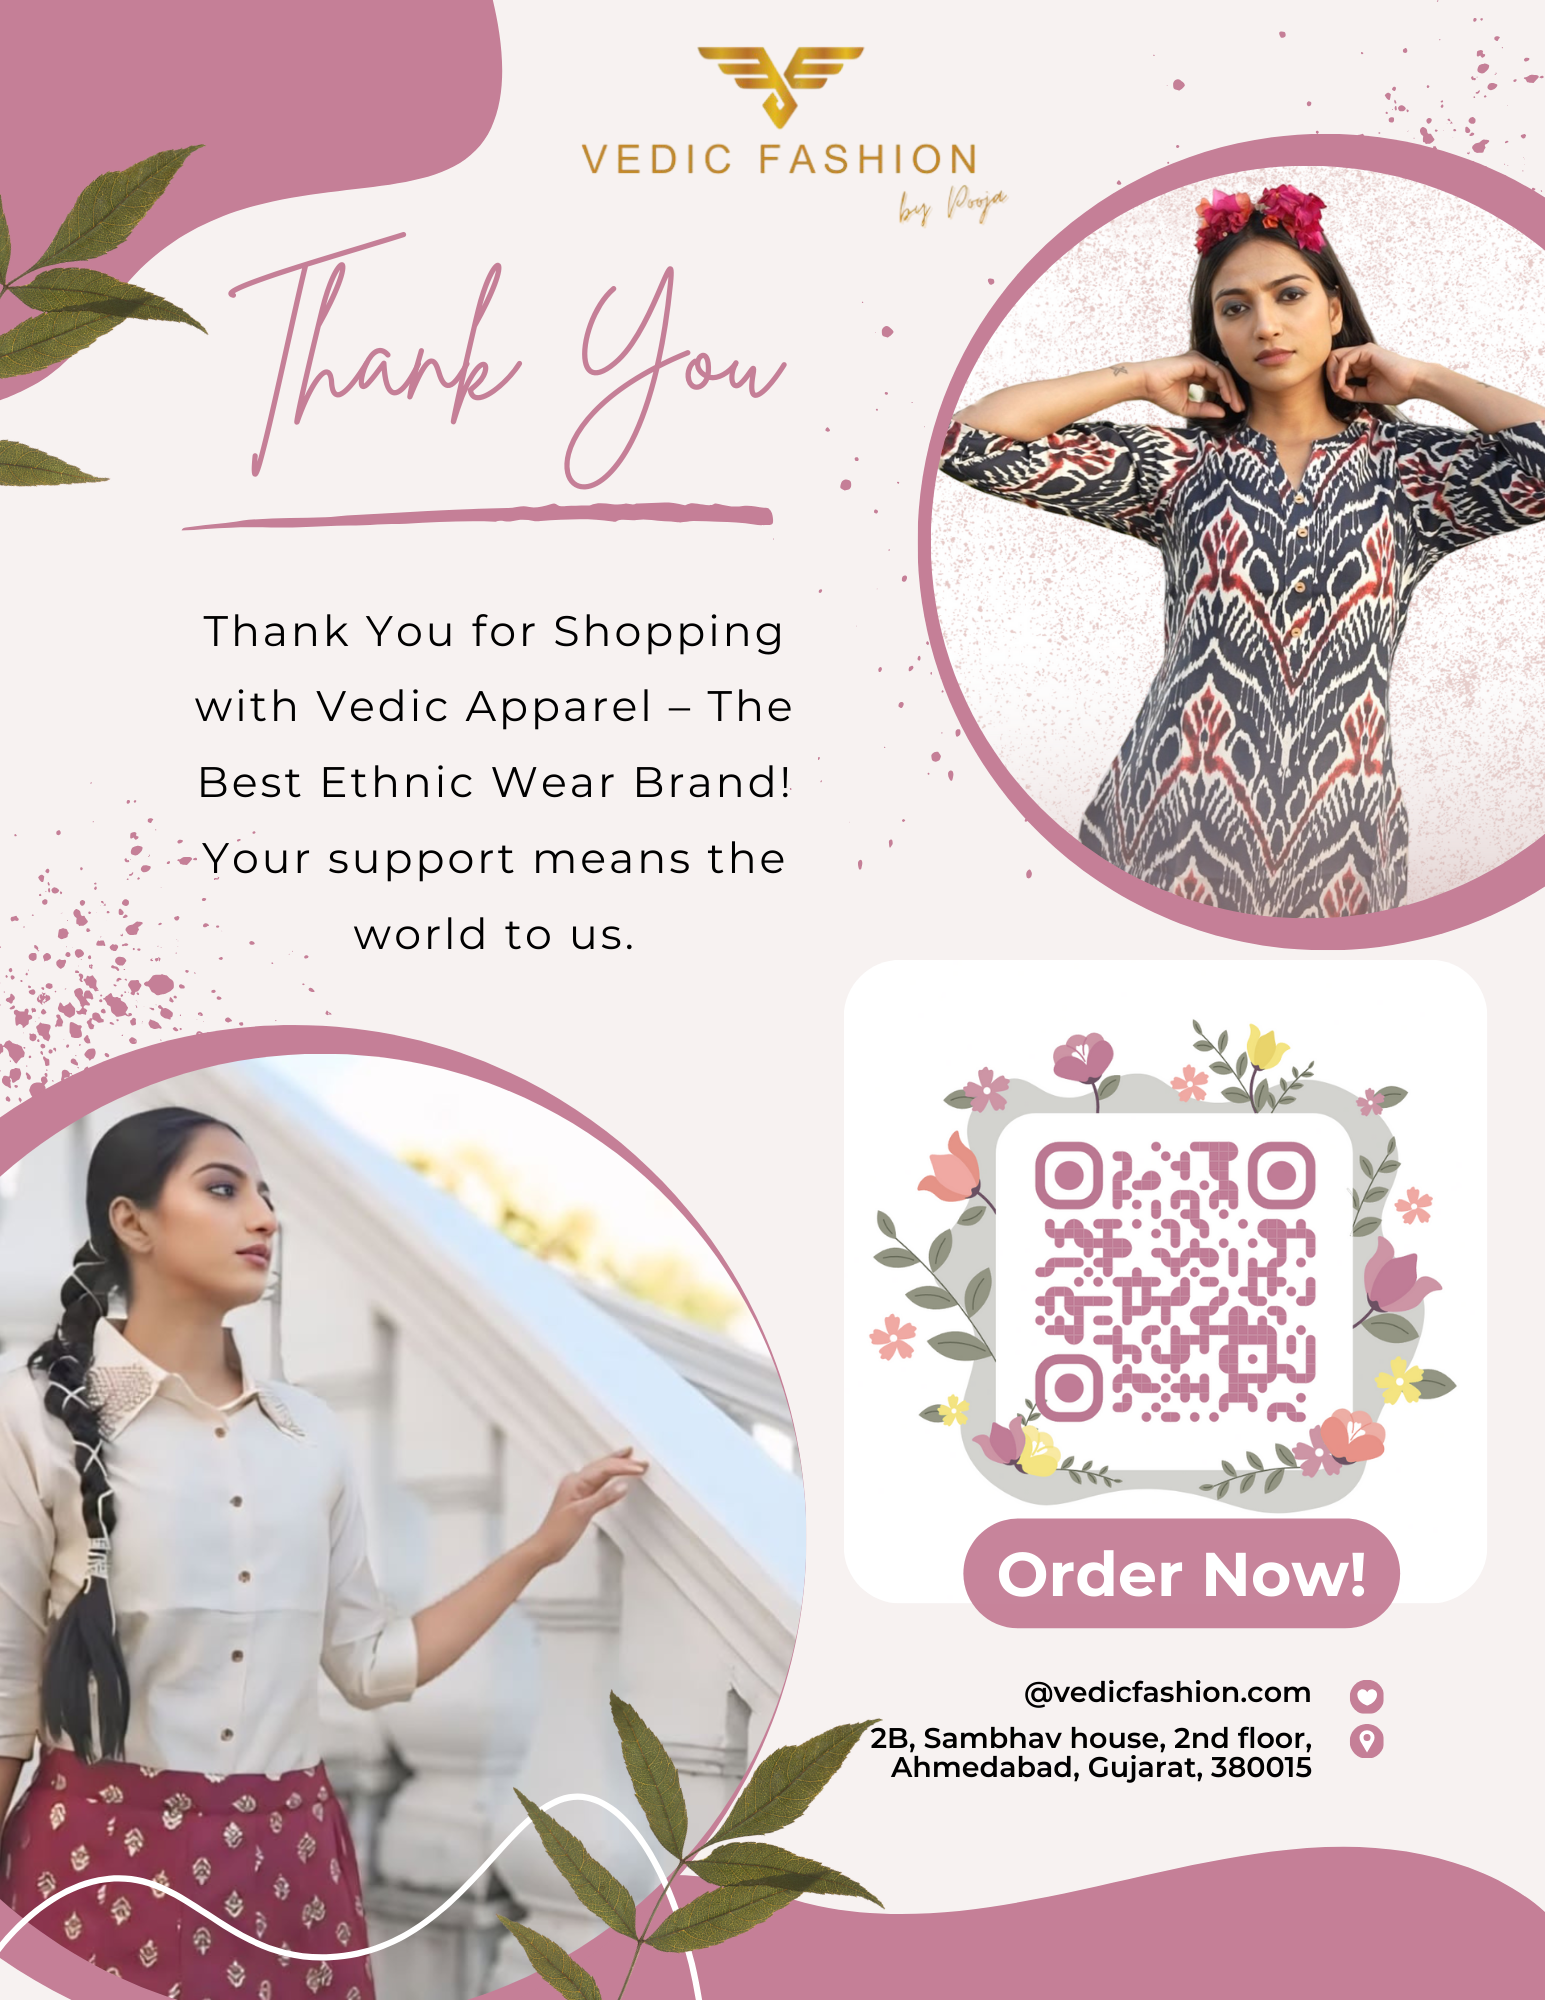 VEDIC FASHION
by Pooja
Thank You
Thank You for Shopping
with Vedic Apparel – The
Best Ethnic Wear Brand!
Your support means the
world to us.
Order Now!
@vedicfashion.com
2B, Sambhav house, 2nd floor,
Ahmedabad, Gujarat, 380015